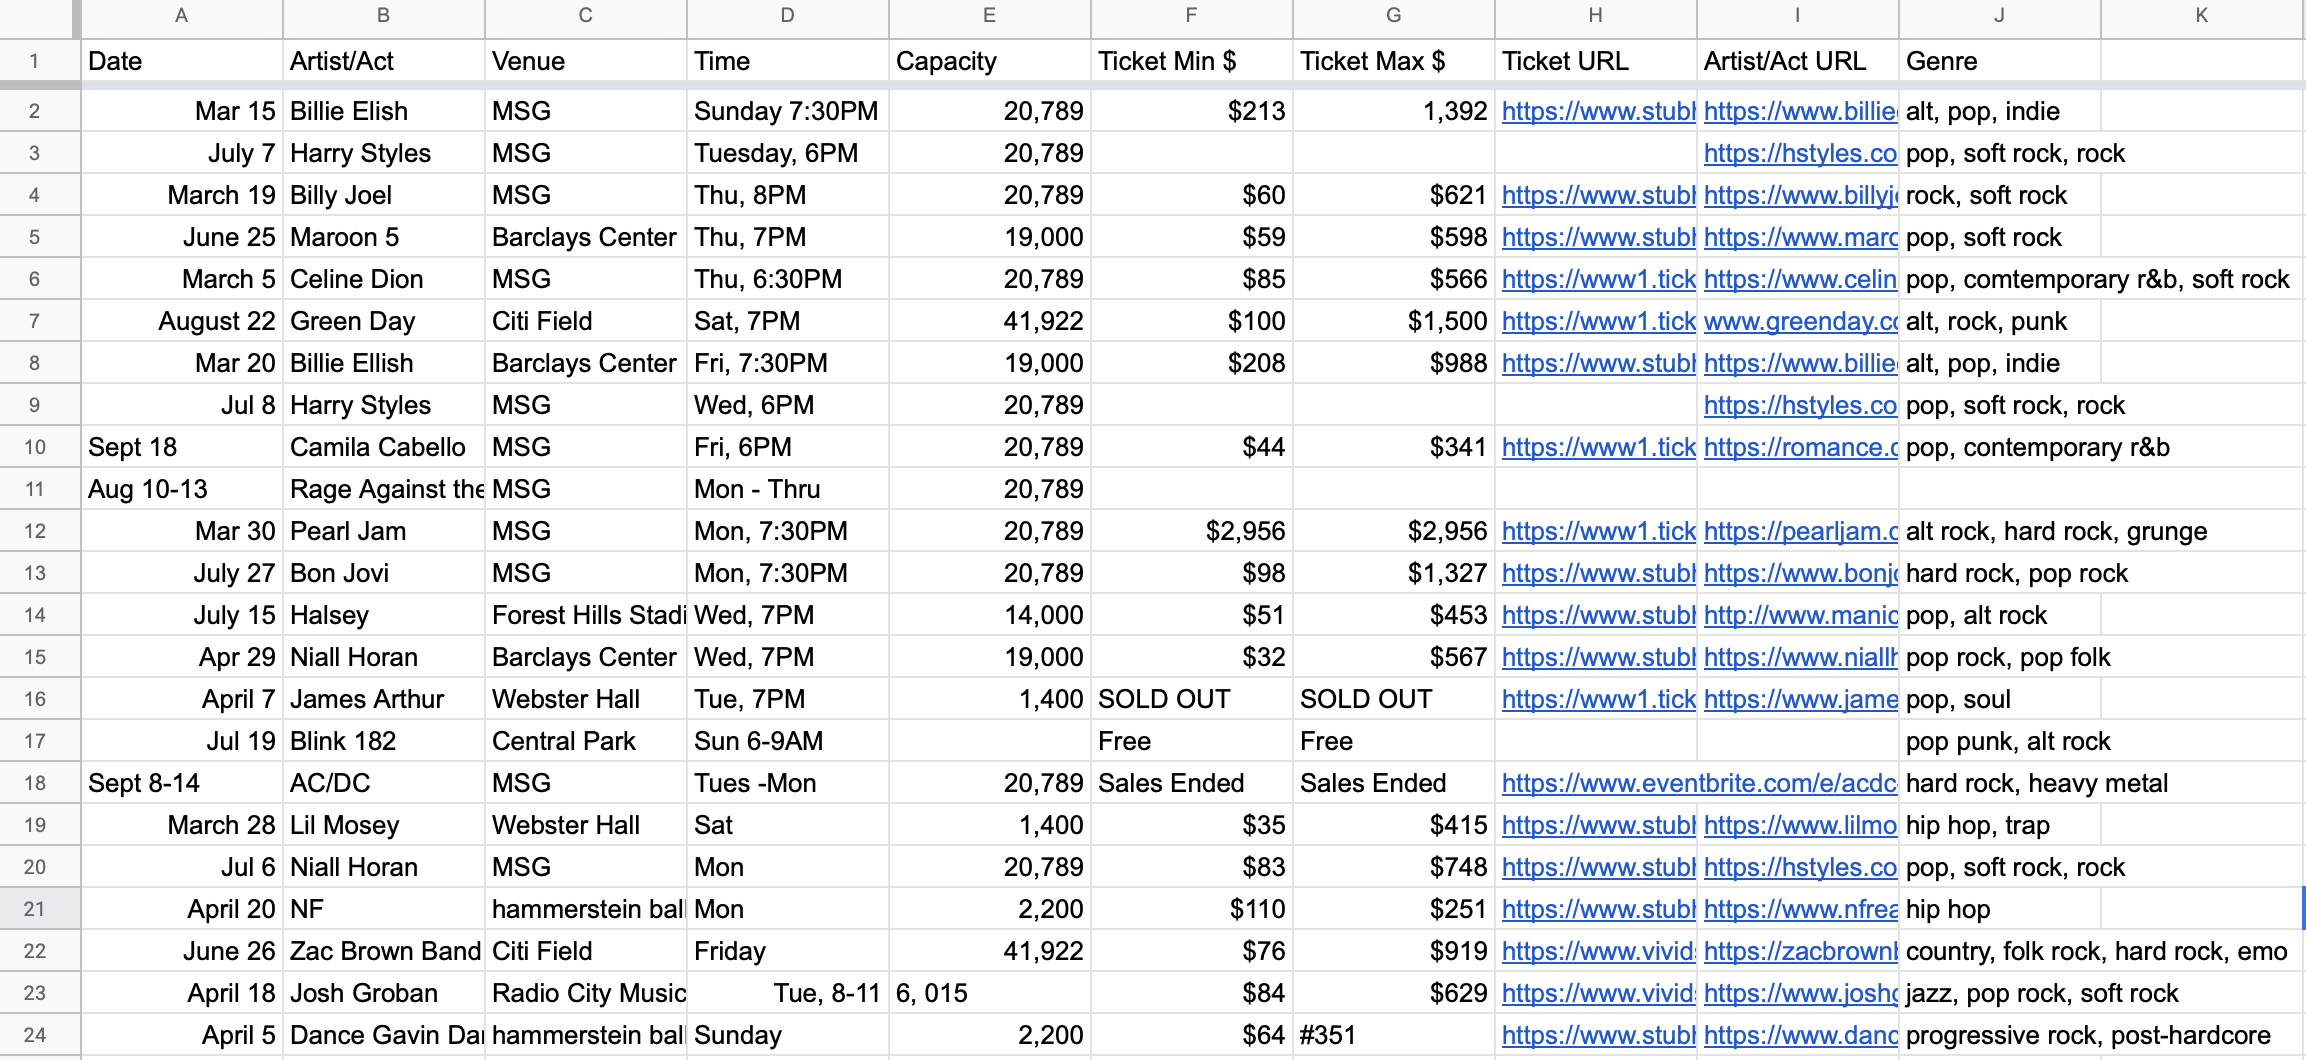 A B C D E F G H I J K
1 Date Artist/Act Venue Time Capacity Ticket Min $ Ticket Max $ Ticket URL Artist/Act URL Genre
2 Mar 15 Billie Elish MSG Sunday 7:30PM 20,789 $213 1,392 https://www.stubh https://www.billie alt, pop, indie
3 July 7 Harry Styles MSG Tuesday, 6PM 20,789 https://hstyles.co pop, soft rock, rock
4 March 19 Billy Joel MSG Thu, 8PM 20,789 $60 $621 https://www.stubh https://www.billyj rock, soft rock
5 June 25 Maroon 5 Barclays Center Thu, 7PM 19,000 $59 $598 https://www.stubh https://www.maro pop, soft rock
6 March 5 Celine Dion MSG Thu, 6:30PM 20,789 $85 $566 https://www1.tick https://www.celin pop, comtemporary r&b, soft rock
7 August 22 Green Day Citi Field Sat, 7PM 41,922 $100 $1,500 https://www1.tick www.greenday.co alt, rock, punk
8 Mar 20 Billie Ellish Barclays Center Fri, 7:30PM 19,000 $208 $988 https://www.stubh https://www.billie alt, pop, indie
9 Jul 8 Harry Styles MSG Wed, 6PM 20,789 https://hstyles.co pop, soft rock, rock
10 Sept 18 Camila Cabello MSG Fri, 6PM 20,789 $44 $341 https://www1.tick https://romance.c pop, contemporary r&b
11 Aug 10-13 Rage Against the MSG Mon - Thru 20,789
12 Mar 30 Pearl Jam MSG Mon, 7:30PM 20,789 $2,956 $2,956 https://www1.tick https://pearljam.c alt rock, hard rock, grunge
13 July 27 Bon Jovi MSG Mon, 7:30PM 20,789 $98 $1,327 https://www.stubh https://www.bonjo hard rock, pop rock
14 July 15 Halsey Forest Hills Stadi Wed, 7PM 14,000 $51 $453 https://www.stubh http://www.manic pop, alt rock
15 Apr 29 Niall Horan Barclays Center Wed, 7PM 19,000 $32 $567 https://www.stubh https://www.niallh pop rock, pop folk
16 April 7 James Arthur Webster Hall Tue, 7PM 1,400 SOLD OUT SOLD OUT https://www1.tick https://www.jame pop, soul
17 Jul 19 Blink 182 Central Park Sun 6-9AM Free Free pop punk, alt rock
18 Sept 8-14 AC/DC MSG Tues -Mon 20,789 Sales Ended Sales Ended https://www.eventbrite.com/e/acdc- hard rock, heavy metal
19 March 28 Lil Mosey Webster Hall Sat 1,400 $35 $415 https://www.stubh https://www.lilmo hip hop, trap
20 Jul 6 Niall Horan MSG Mon 20,789 $83 $748 https://www.stubh https://hstyles.co pop, soft rock, rock
21 April 20 NF hammerstein ball Mon 2,200 $110 $251 https://www.stubh https://www.nfrea hip hop
22 June 26 Zac Brown Band Citi Field Friday 41,922 $76 $919 https://www.vivids https://zacbrownb country, folk rock, hard rock, emo
23 April 18 Josh Groban Radio City Music Tue, 8-11 6, 015 $84 $629 https://www.vivids https://www.joshg jazz, pop rock, soft rock
24 April 5 Dance Gavin Dan hammerstein ball Sunday 2,200 $64 #351 https://www.stubh https://www.danc progressive rock, post-hardcore